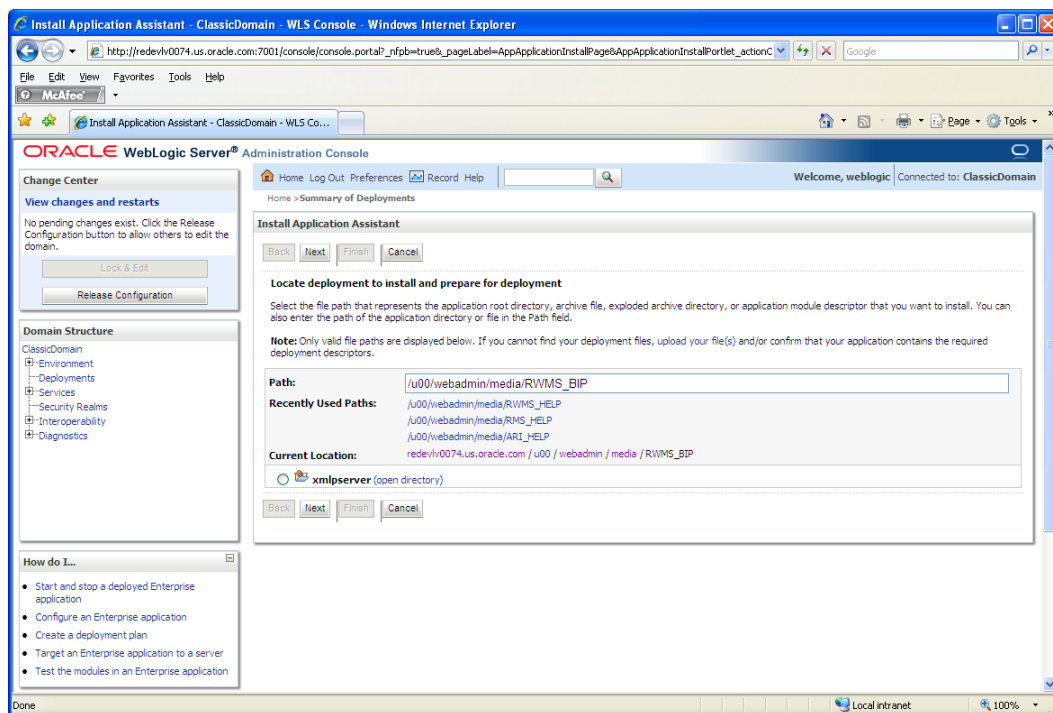 Install Application Assistant - ClassicDomain - WLS Console - Windows Internet Explorer
http://redevlv0074.us.oracle.com:7001/console/console.portal?_nfpb=true&_pageLabel=AppApplicationInstallPage&AppApplicationInstallPortlet_actionC
Google
File Edit View Favorites Tools Help
McAfee
Install Application Assistant - ClassicDomain - WLS Co...
Page Tools
ORACLE WebLogic Server® Administration Console
Change Center
View changes and restarts
No pending changes exist. Click the Release
Configuration button to allow others to edit the
domain.
Lock & Edit
Release Configuration
Domain Structure
ClassicDomain
Environment
Deployments
Services
Security Realms
Interoperability
Diagnostics
How do I...
Start and stop a deployed Enterprise
application
Configure an Enterprise application
Create a deployment plan
Target an Enterprise application to a server
Test the modules in an Enterprise application
Home Log Out Preferences Record Help
Welcome, weblogic Connected to: ClassicDomain
Home >Summary of Deployments
Install Application Assistant
Back Next Finish Cancel
Locate deployment to install and prepare for deployment
Select the file path that represents the application root directory, archive file, exploded archive directory, or application module descriptor that you want to install. You can
also enter the path of the application directory or file in the Path field.
Note: Only valid file paths are displayed below. If you cannot find your deployment files, upload your file(s) and/or confirm that your application contains the required
deployment descriptors.
Path: /u00/webadmin/media/RWMS_BIP
Recently Used Paths: /u00/webadmin/media/RWMS_HELP
/u00/webadmin/media/RMS_HELP
/u00/webadmin/media/ARI_HELP
Current Location: redevlv0074.us.oracle.com / u00 / webadmin / media / RWMS_BIP
xmlpserver (open directory)
Back Next Finish Cancel
Done
Local intranet
100%